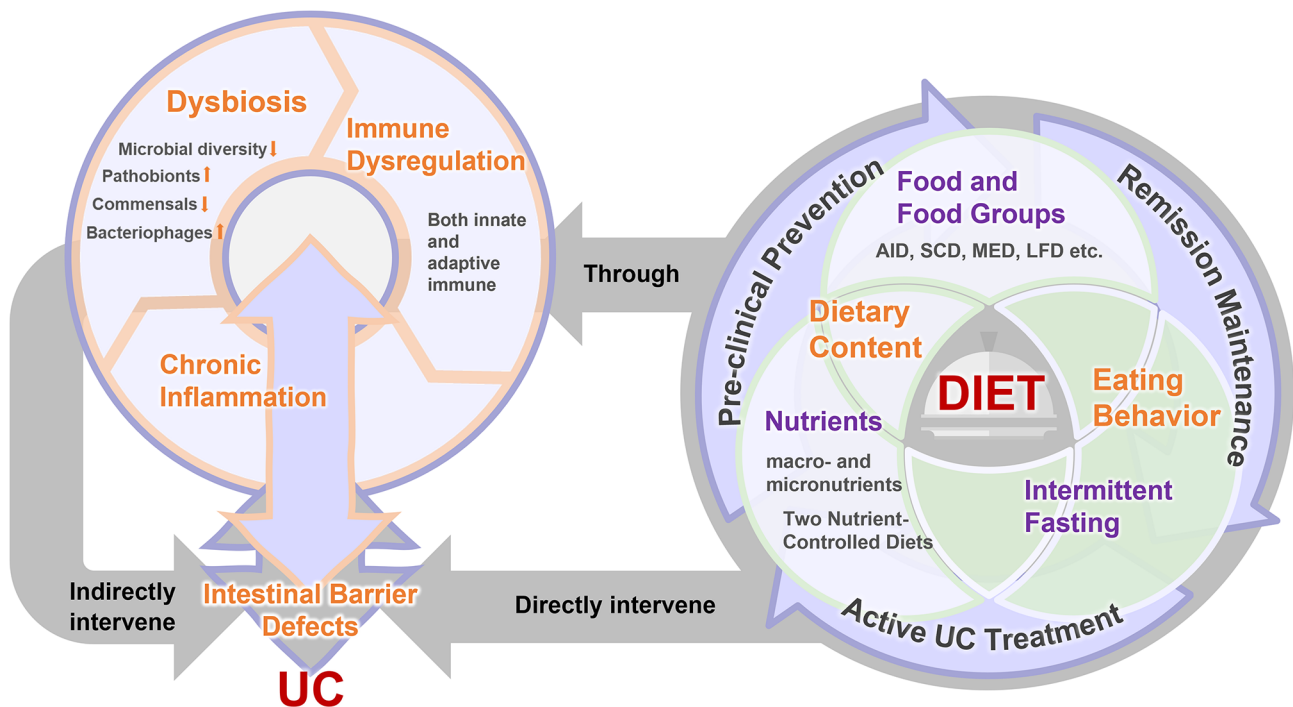 Dysbiosis
Microbial diversity↓
Pathobionts↑
Commensals↓
Bacteriophages↑
Immune
Dysregulation
Both innate
and
adaptive
immune
Chronic
Inflammation
Indirectly
intervene
Intestinal Barrier
Defects
UC
Through
Directly intervene
Pre-clinical Prevention
Remission Maintenance
Active UC Treatment
Food and
Food Groups
AID, SCD, MED, LFD etc.
Dietary
Content
DIET
Eating
Behavior
Nutrients
macro- and
micronutrients
Two Nutrient-
Controlled Diets
Intermittent
Fasting